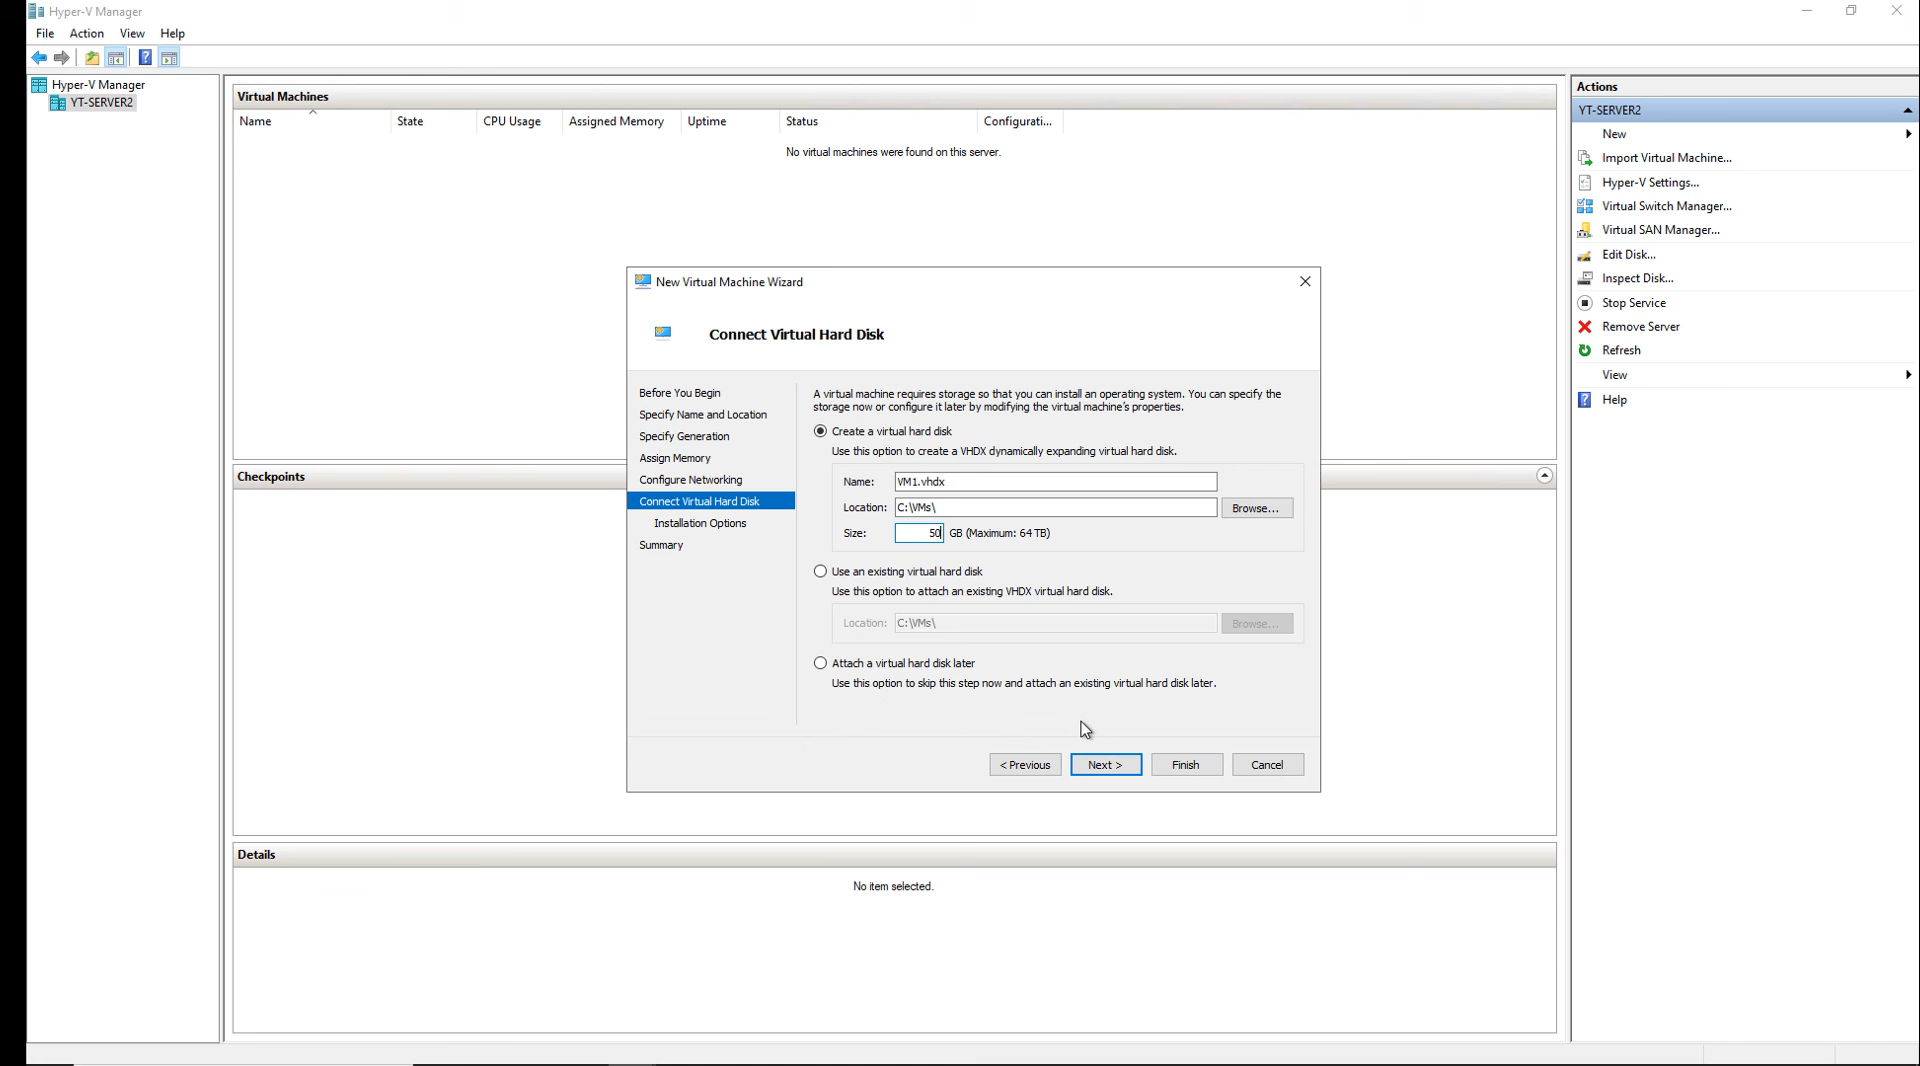 Hyper-V Manager
File Action View Help
Hyper-V Manager
YT-SERVER2
Virtual Machines
Name State CPU Usage Assigned Memory Uptime Status Configurati...
No virtual machines were found on this server.
Checkpoints
Details
No item selected.
New Virtual Machine Wizard
Connect Virtual Hard Disk
Before You Begin
Specify Name and Location
Specify Generation
Assign Memory
Configure Networking
Connect Virtual Hard Disk
Installation Options
Summary
A virtual machine requires storage so that you can install an operating system. You can specify the
storage now or configure it later by modifying the virtual machine's properties.
Create a virtual hard disk
Use this option to create a VHDX dynamically expanding virtual hard disk.
Name: VM1.vhdx
Location: C:\VMs\ Browse...
Size: 50 GB (Maximum: 64 TB)
Use an existing virtual hard disk
Use this option to attach an existing VHDX virtual hard disk.
Location: C:\VMs\ Browse...
Attach a virtual hard disk later
Use this option to skip this step now and attach an existing virtual hard disk later.
< Previous Next > Finish Cancel
Actions
YT-SERVER2
New
Import Virtual Machine...
Hyper-V Settings...
Virtual Switch Manager...
Virtual SAN Manager...
Edit Disk...
Inspect Disk...
Stop Service
Remove Server
Refresh
View
Help